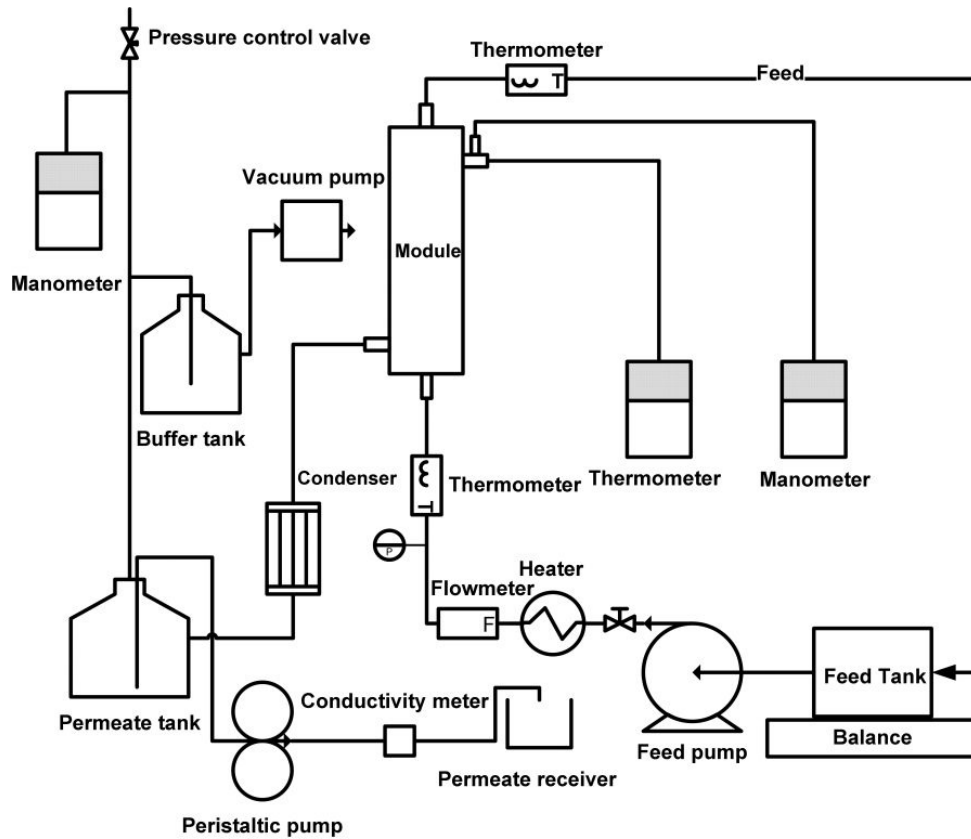 Pressure control valve
Thermometer
T
Feed
Vacuum pump
Module
Manometer
Buffer tank
Condenser
T
Thermometer
Thermometer
Manometer
P
Heater
Flowmeter
F
Feed Tank
Permeate tank
Conductivity meter
Feed pump
Balance
Permeate receiver
Peristaltic pump